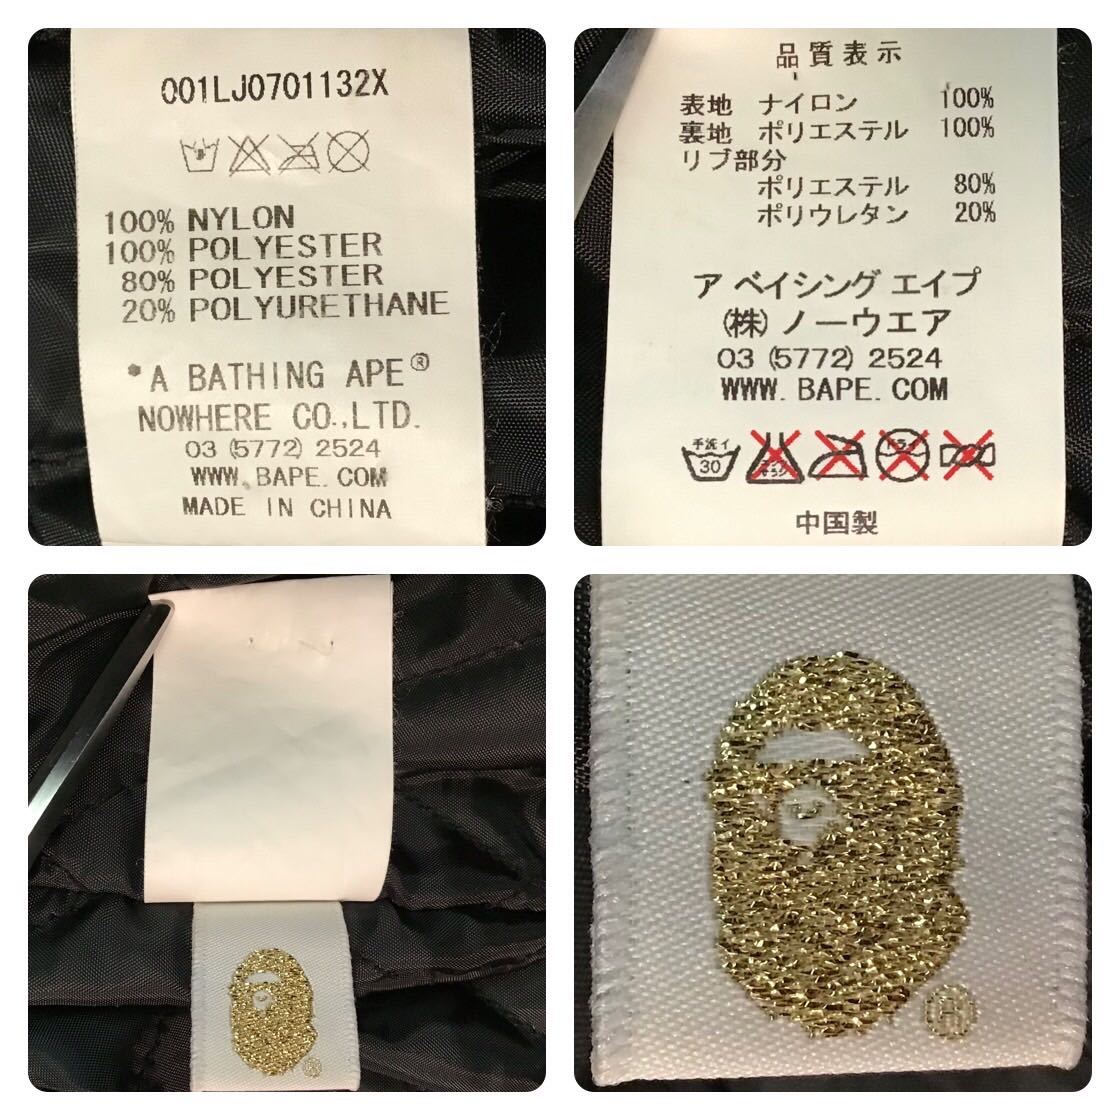 001LJ0701132X
100% NYLON
100% POLYESTER
80% POLYESTER
20% POLYURETHANE
*A BATHING APE®
NOWHERE CO.,LTD.
03 (5772) 2524
WWW. BAPE. COM
MADE IN CHINA
品質表示
表地 ナイロン 100%
裏地 ポリエステル 100%
リブ部分
ポリエステル 80%
ポリウレタン 20%
ア ベイシング エイプ
(株) ノーウエア
03 (5772) 2524
WWW. BAPE. COM
手洗イ
30
中国製
®
®